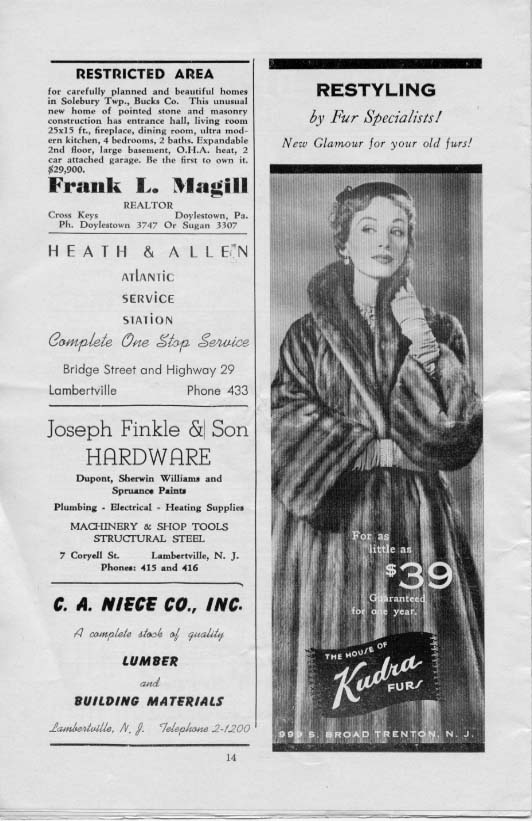 RESTRICTED AREA
for carefully planned and beautiful homes
in Solebury Twp., Bucks Co. This unusual
new home of pointed stone and masonry
construction has entrance hall, living room
25x15 ft., fireplace, dining room, ultra mod-
ern kitchen, 4 bedrooms, 2 baths. Expandable
2nd floor, large basement, O.H.A. heat, 2
car attached garage. Be the first to own it.
$29,900.
Frank L. Magill
REALTOR
Cross Keys Doylestown, Pa.
Ph. Doylestown 3747 Or Sugan 3307
HEATH & ALLEN
ATLANTIC
SERVICE
STATION
Complete One Stop Service
Bridge Street and Highway 29
Lambertville Phone 433
Joseph Finkle & Son
HARDWARE
Dupont, Sherwin Williams and
Spruance Paints
Plumbing - Electrical - Heating Supplies
MACHINERY & SHOP TOOLS
STRUCTURAL STEEL
7 Coryell St. Lambertville, N. J.
Phones: 415 and 416
C. A. NIECE CO., INC.
A complete stock of quality
LUMBER
and
BUILDING MATERIALS
Lambertville, N. J. Telephone 2-1200
RESTYLING
by Fur Specialists!
New Glamour for your old furs!
For as
little as
$39
Guaranteed
for one year.
THE HOUSE OF
Kudra
FURS
999 S. BROAD TRENTON, N. J.
14